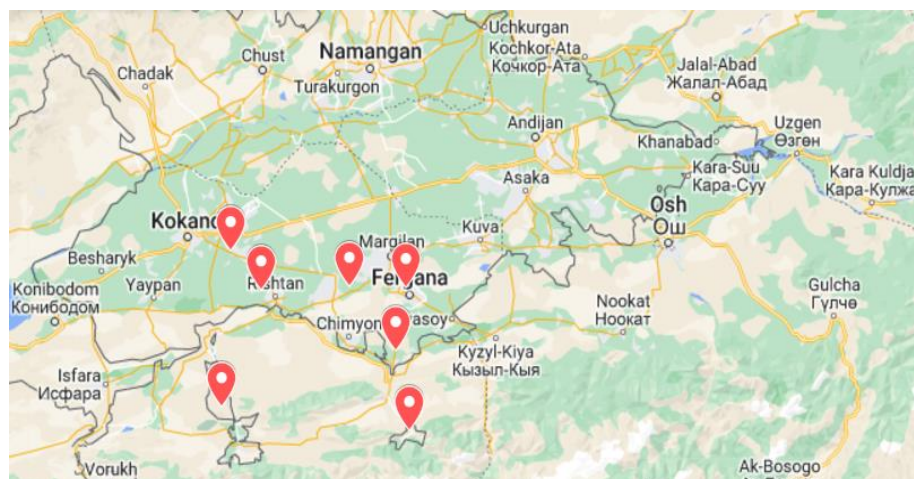 Uchkurgan
Kochkor-Ata
Кочкор-Ата
Namangan
Chust
Turakurgon
Chadak
Jalal-Abad
Жалал-Абад
Andijan
Khanabad
Uzgen
Өзгөн
Kara-Suu
Кара-Суу
Kara Kuldja
Кара-Кулжа
Asaka
Osh
Ош
Kokand
Margilan
Kuva
Besharyk
Fergana
Konibodom
Конибодом
Yaypan
Rishtan
Gulcha
Гүлчө
Nookat
Ноокат
Chimyon
asoy
Kyzyl-Kiya
Кызыл-Кыя
Isfara
Исфара
Vorukh
Ak-Bosogo